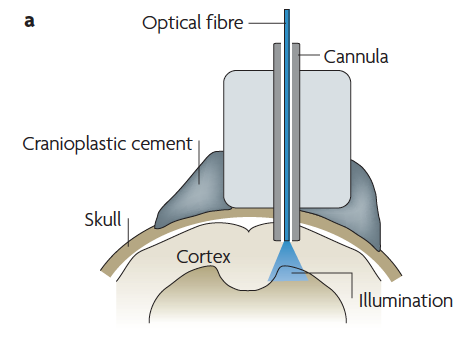 a
Optical fibre
Cannula
Cranioplastic cement
Skull
Cortex
Illumination